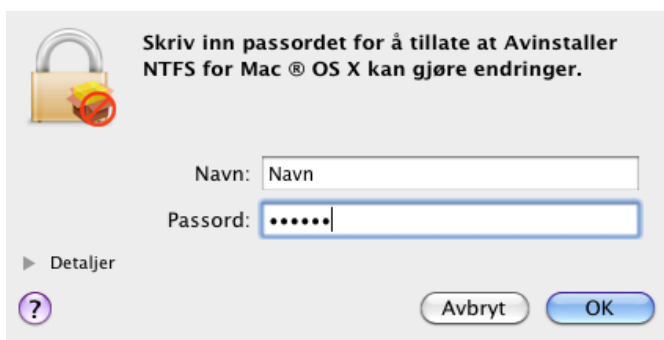 Skriv inn passordet for å tillate at Avinstaller
NTFS for Mac ® OS X kan gjøre endringer.
Navn: Navn
Passord: ••••••
Detaljer
?
Avbryt OK